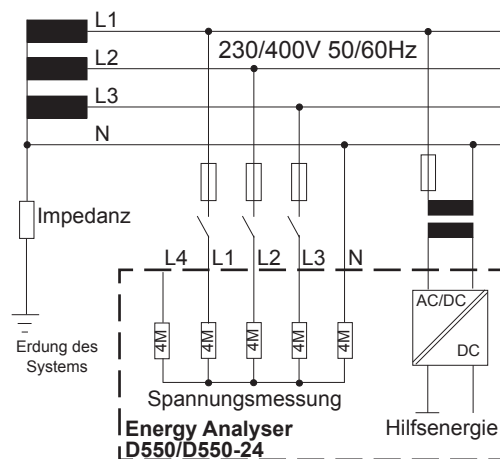 L1
230/400V 50/60Hz
L2
L3
N
Impedanz
L4 L1 L2 L3 N
AC/DC
DC
4M 4M 4M 4M 4M
Erdung des
Systems
Spannungsmessung
Energy Analyser
D550/D550-24
Hilfsenergie